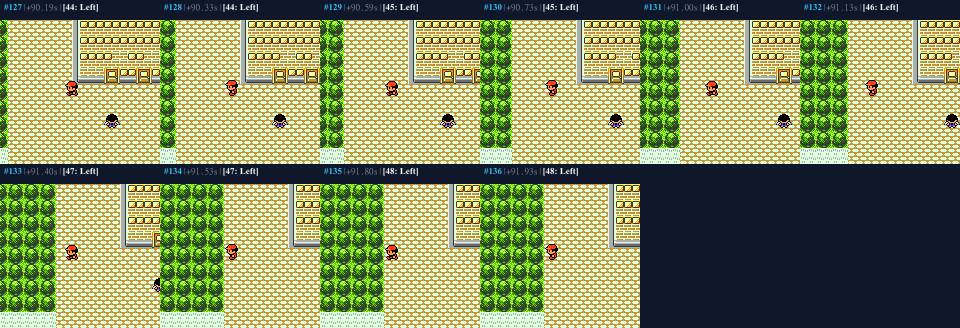 #127|+90.19s|[44: Left]
#128|+90.33s|[44: Left]
#129|+90.59s|[45: Left]
#130|+90.73s|[45: Left]
#131|+91.00s|[46: Left]
#132|+91.13s|[46: Left]
#133|+91.40s|[47: Left]
#134|+91.53s|[47: Left]
#135|+91.80s|[48: Left]
#136|+91.93s|[48: Left]